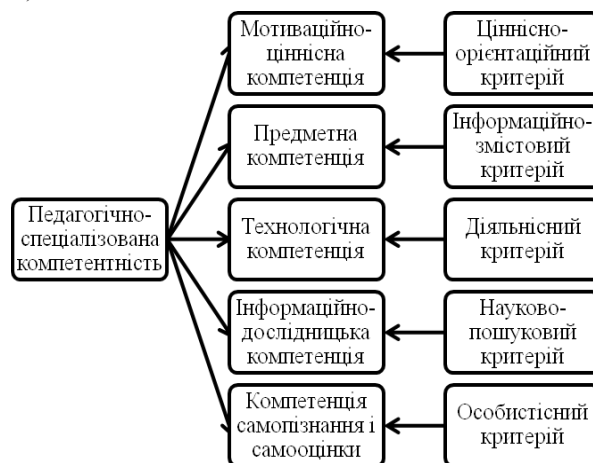 Мотиваційно-
ціннісна
компетенція
Ціннісно-
орієнтаційний
критерій
Предметна
компетенція
Інформаційно-
змістовий
критерій
Педагогічно-
спеціалізована
компетентність
Технологічна
компетенція
Діяльнісний
критерій
Інформаційно-
дослідницька
компетенція
Науково-
пошуковий
критерій
Компетенція
самопізнання і
самооцінки
Особистісний
критерій